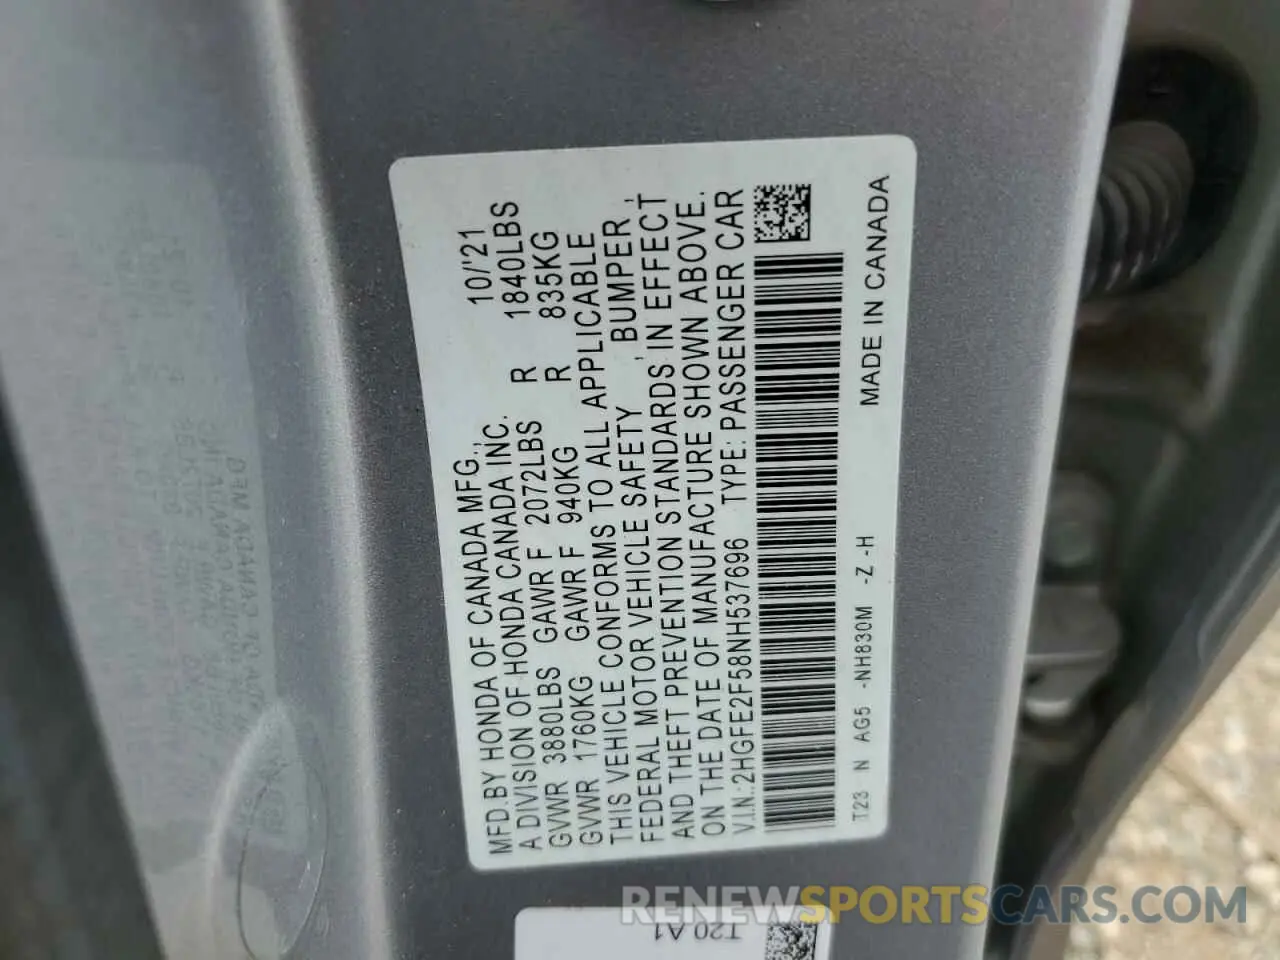 MFD.BY HONDA OF CANADA MFG., 10/'21
A DIVISION OF HONDA CANADA INC.
GVWR 3880LBS GAWR F 2072LBS R 1840LBS
GVWR 1760KG GAWR F 940KG R 835KG
THIS VEHICLE CONFORMS TO ALL APPLICABLE
FEDERAL MOTOR VEHICLE SAFETY , BUMPER ,
AND THEFT PREVENTION STANDARDS IN EFFECT
ON THE DATE OF MANUFACTURE SHOWN ABOVE.
V.I.N.:2HGFE2F58NH537696 TYPE: PASSENGER CAR
T23 N AG5 -NH830M -Z -H MADE IN CANADA
T20 A1
RENEWSPORTSCARS.COM